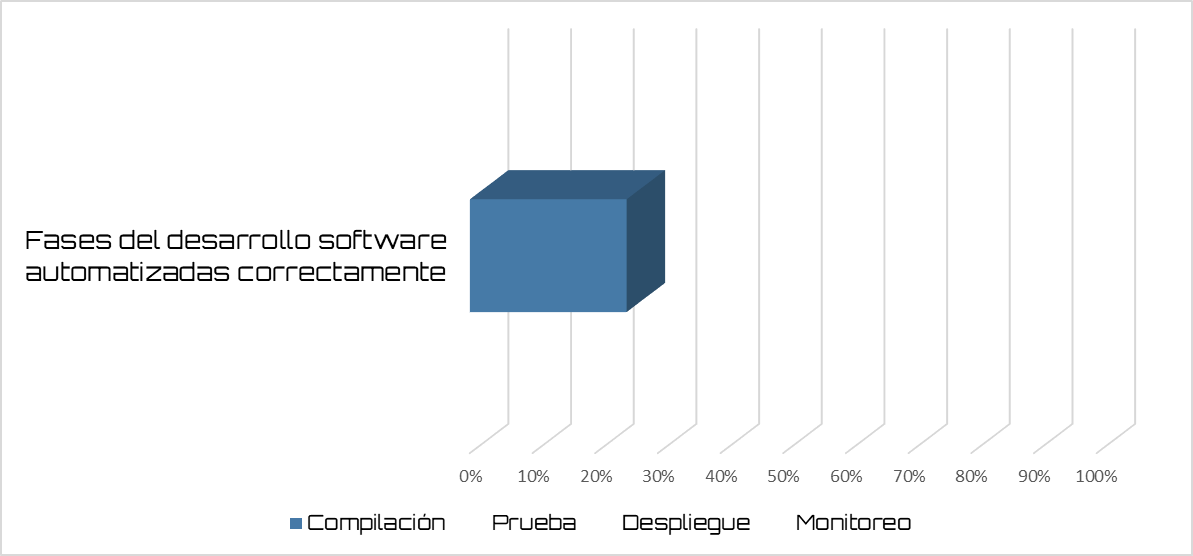 Fases del desarrollo software
automatizadas correctamente
0% 10% 20% 30% 40% 50% 60% 70% 80% 90% 100%
Compilación Prueba Despliegue Monitoreo